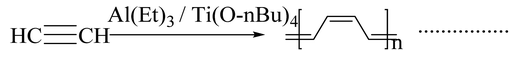 Al(Et)3 / Ti(O-nBu)4
HC≡CH
n
................